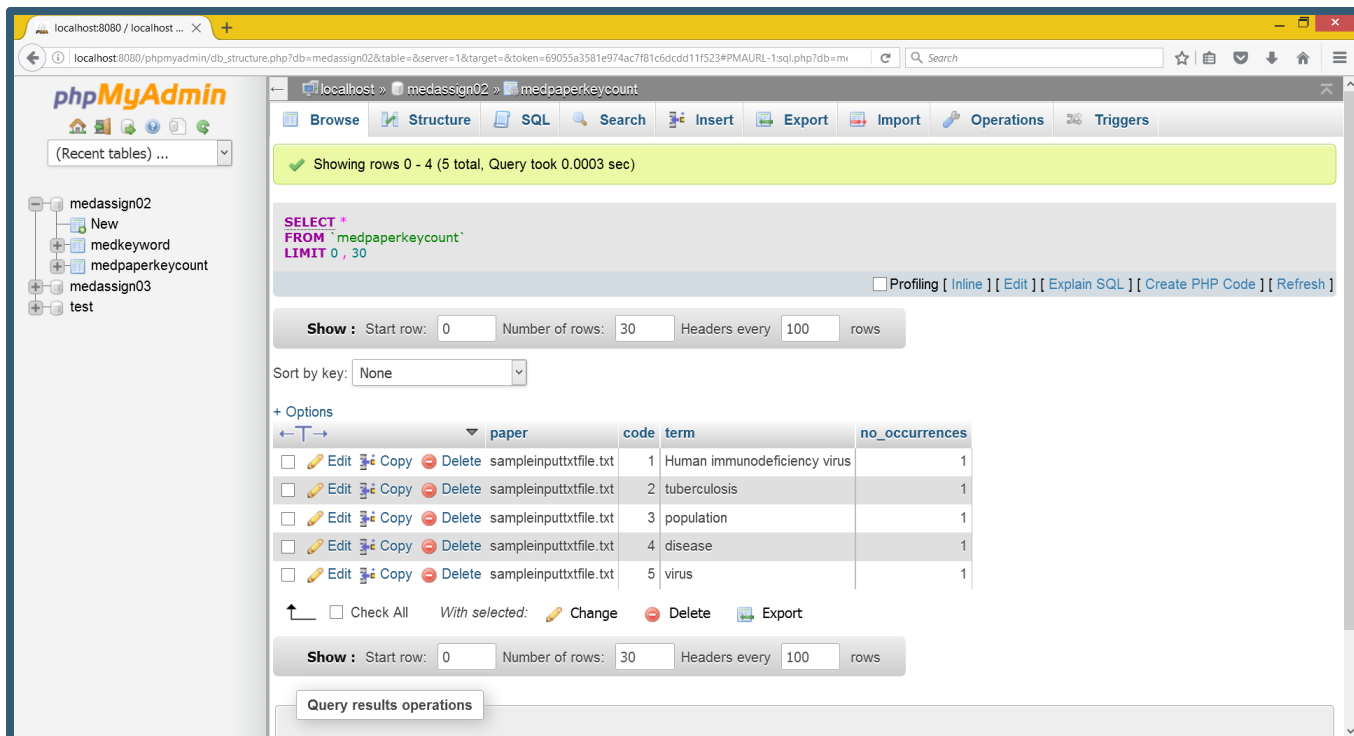 localhost:8080 / localhost ...
localhost:8080/phpmyadmin/db_structure.php?db=medassign02&table=&server=1&target=&token=69055a3581e974ac7f81c6dcdd11f523#PMAURL-1:sql.php?db=me
Search
phpMyAdmin
(Recent tables) ...
medassign02
New
medkeyword
medpaperkeycount
medassign03
test
localhost » medassign02 » medpaperkeycount
Browse Structure SQL Search Insert Export Import Operations Triggers
Showing rows 0 - 4 (5 total, Query took 0.0003 sec)
SELECT *
FROM `medpaperkeycount`
LIMIT 0 , 30
Profiling [ Inline ] [ Edit ] [ Explain SQL ] [ Create PHP Code ] [ Refresh ]
Show : Start row: 0 Number of rows: 30 Headers every 100 rows
Sort by key: None
+ Options
←T→ paper code term no_occurrences
Edit Copy Delete sampleinputtxtfile.txt 1 Human immunodeficiency virus 1
Edit Copy Delete sampleinputtxtfile.txt 2 tuberculosis 1
Edit Copy Delete sampleinputtxtfile.txt 3 population 1
Edit Copy Delete sampleinputtxtfile.txt 4 disease 1
Edit Copy Delete sampleinputtxtfile.txt 5 virus 1
Check All With selected: Change Delete Export
Show : Start row: 0 Number of rows: 30 Headers every 100 rows
Query results operations